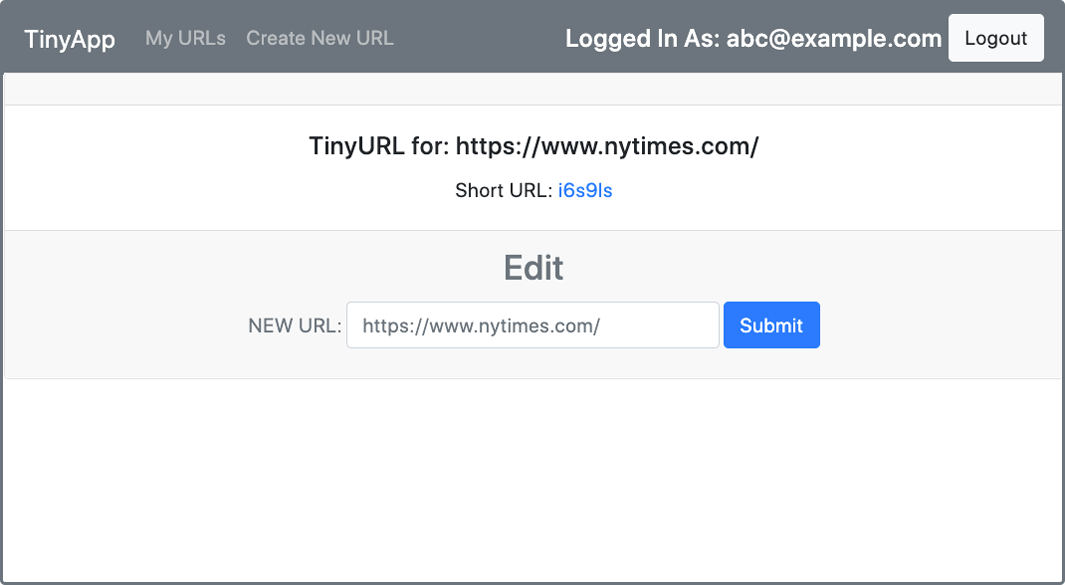 TinyApp My URLs Create New URL Logged In As: abc@example.com Logout
TinyURL for: https://www.nytimes.com/
Short URL: i6s9ls
Edit
NEW URL: https://www.nytimes.com/ Submit